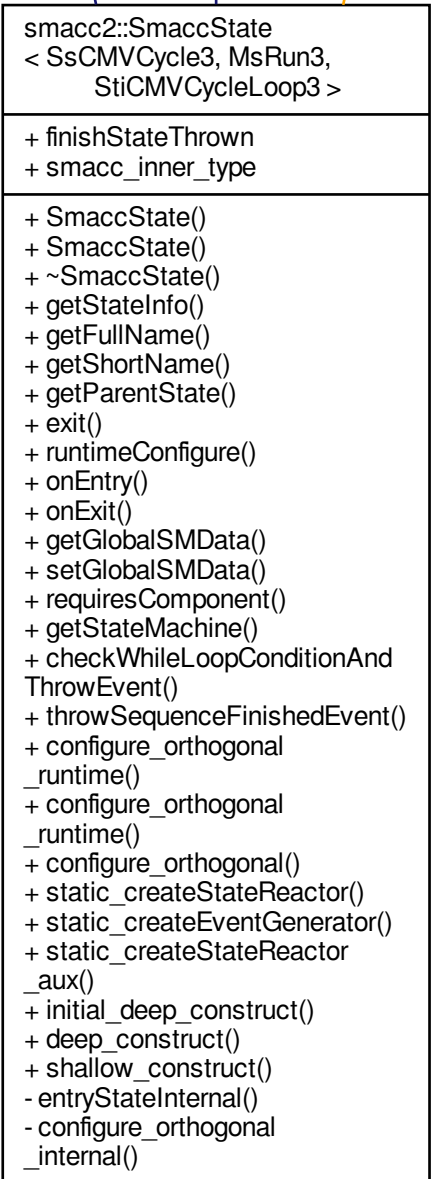 smacc2::SmaccState
< SsCMVCycle3, MsRun3,
StiCMVCycleLoop3 >
+ finishStateThrown
+ smacc_inner_type
+ SmaccState()
+ SmaccState()
+ ~SmaccState()
+ getStateInfo()
+ getFullName()
+ getShortName()
+ getParentState()
+ exit()
+ runtimeConfigure()
+ onEntry()
+ onExit()
+ getGlobalSMData()
+ setGlobalSMData()
+ requiresComponent()
+ getStateMachine()
+ checkWhileLoopConditionAnd
ThrowEvent()
+ throwSequenceFinishedEvent()
+ configure_orthogonal
_runtime()
+ configure_orthogonal
_runtime()
+ configure_orthogonal()
+ static_createStateReactor()
+ static_createEventGenerator()
+ static_createStateReactor
_aux()
+ initial_deep_construct()
+ deep_construct()
+ shallow_construct()
- entryStateInternal()
- configure_orthogonal
_internal()